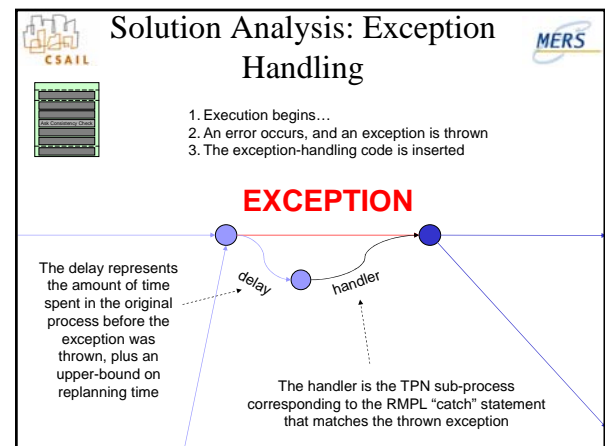 Solution Analysis: Exception
Handling
CSAIL
MERS
Ask Consistency Check
1. Execution begins…
2. An error occurs, and an exception is thrown
3. The exception-handling code is inserted
EXCEPTION
delay
handler
The delay represents
the amount of time
spent in the original
process before the
exception was
thrown, plus an
upper-bound on
replanning time
The handler is the TPN sub-process
corresponding to the RMPL “catch” statement
that matches the thrown exception